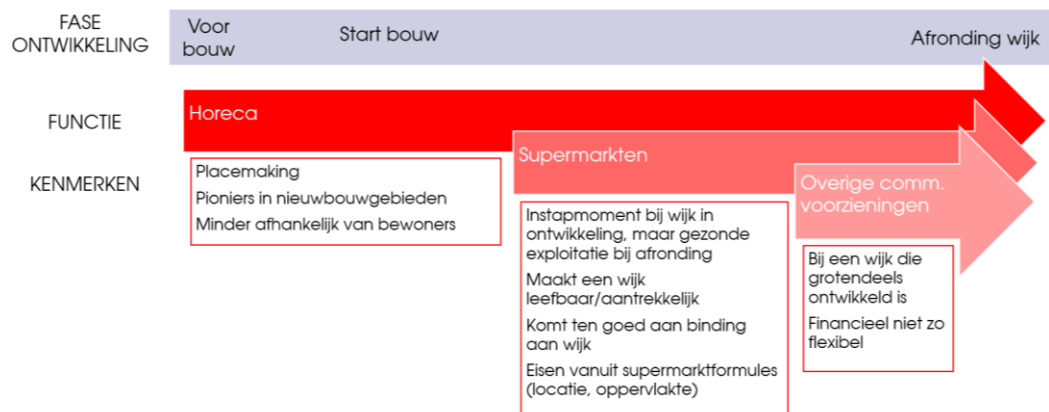 FASE
ONTWIKKELING
Voor
bouw
Start bouw
Afronding wijk
FUNCTIE
Horeca
Supermarkten
Overige comm.
voorzieningen
KENMERKEN
Placemaking
Pioniers in nieuwbouwgebieden
Minder afhankelijk van bewoners
Instapmoment bij wijk in
ontwikkeling, maar gezonde
exploitatie bij afronding
Maakt een wijk
leefbaar/aantrekkelijk
Komt ten goed aan binding
aan wijk
Eisen vanuit supermarktformules
(locatie, oppervlakte)
Bij een wijk die
grotendeels
ontwikkeld is
Financieel niet zo
flexibel